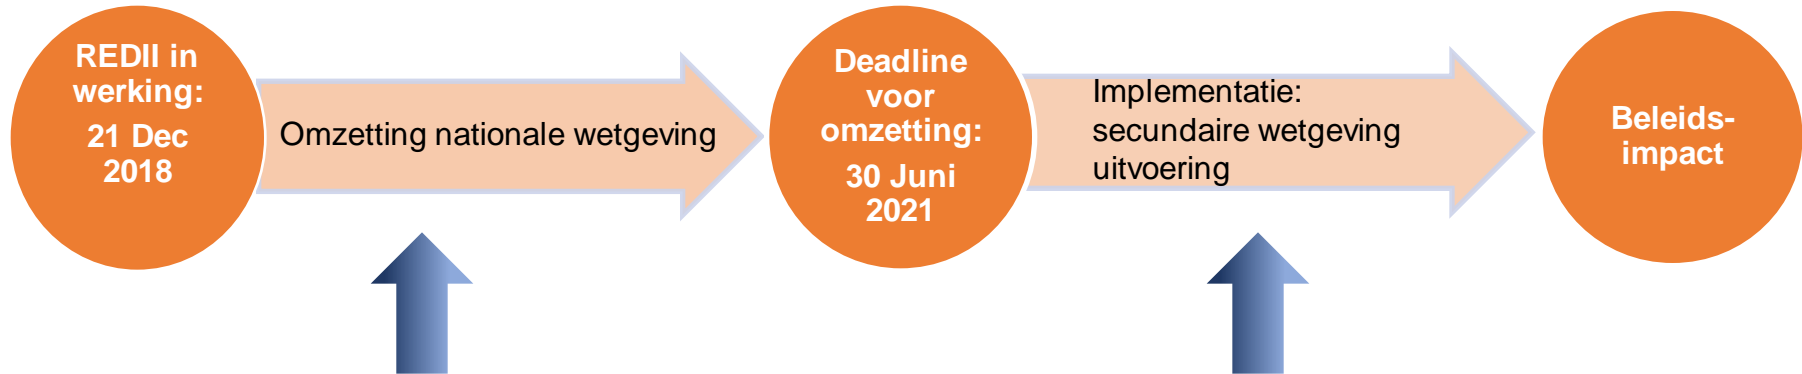 REDII in
werking:
21 Dec
2018
Omzetting nationale wetgeving
Deadline
voor
omzetting:
30 Juni
2021
Implementatie:
secundaire wetgeving
uitvoering
Beleids-
impact